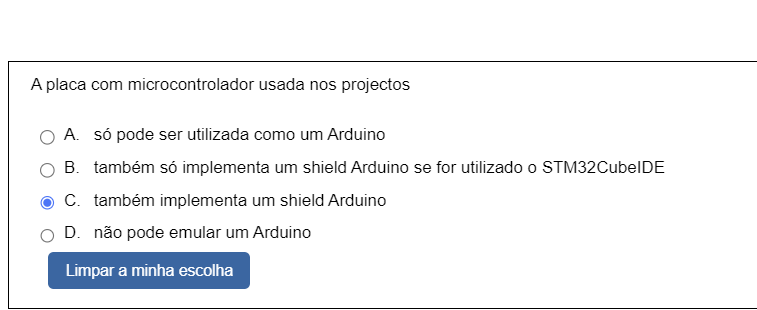 A placa com microcontrolador usada nos projectos
A. só pode ser utilizada como um Arduino
B. também só implementa um shield Arduino se for utilizado o STM32CubeIDE
C. também implementa um shield Arduino
D. não pode emular um Arduino
Limpar a minha escolha